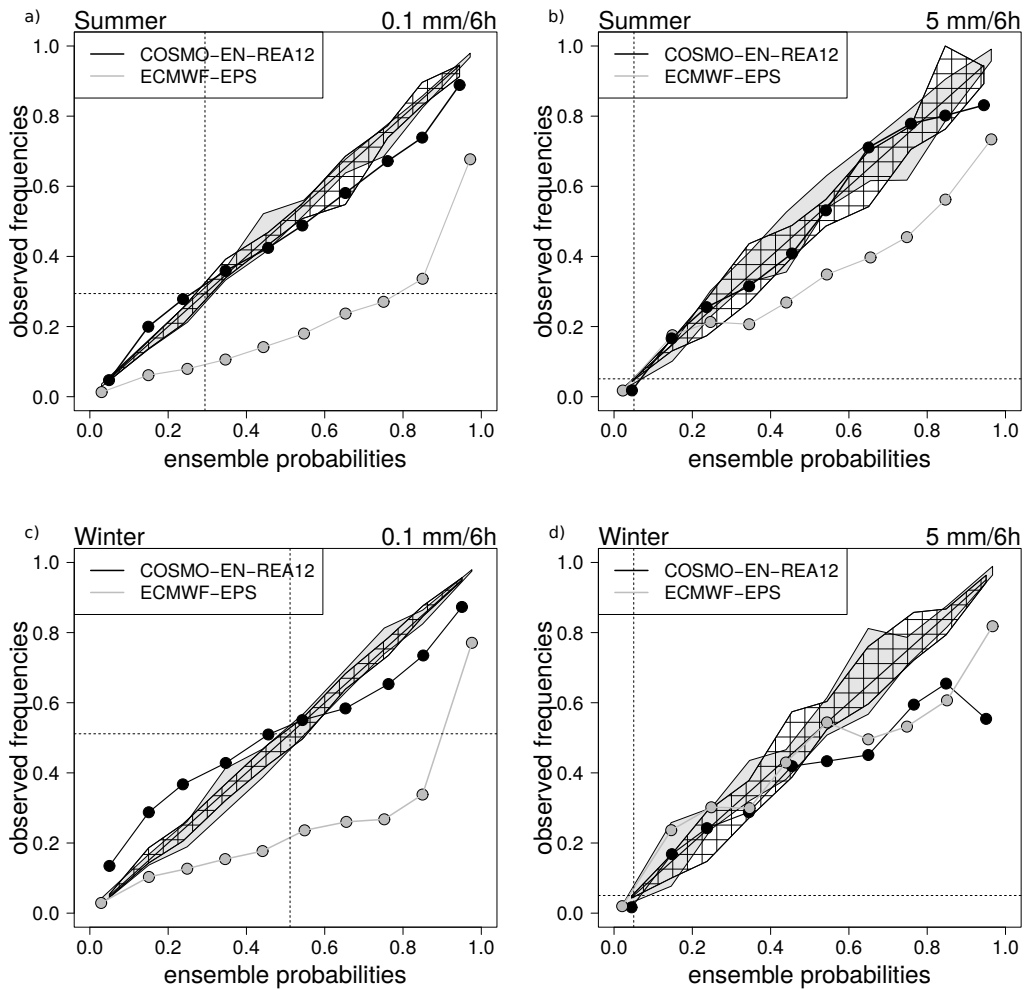 a) Summer 0.1 mm/6h
COSMO−EN−REA12
ECMWF−EPS
observed frequencies
1.0
0.8
0.6
0.4
0.2
0.0
0.0 0.2 0.4 0.6 0.8 1.0
ensemble probabilities
b) Summer 5 mm/6h
COSMO−EN−REA12
ECMWF−EPS
observed frequencies
1.0
0.8
0.6
0.4
0.2
0.0
0.0 0.2 0.4 0.6 0.8 1.0
ensemble probabilities
c) Winter 0.1 mm/6h
COSMO−EN−REA12
ECMWF−EPS
observed frequencies
1.0
0.8
0.6
0.4
0.2
0.0
0.0 0.2 0.4 0.6 0.8 1.0
ensemble probabilities
d) Winter 5 mm/6h
COSMO−EN−REA12
ECMWF−EPS
observed frequencies
1.0
0.8
0.6
0.4
0.2
0.0
0.0 0.2 0.4 0.6 0.8 1.0
ensemble probabilities